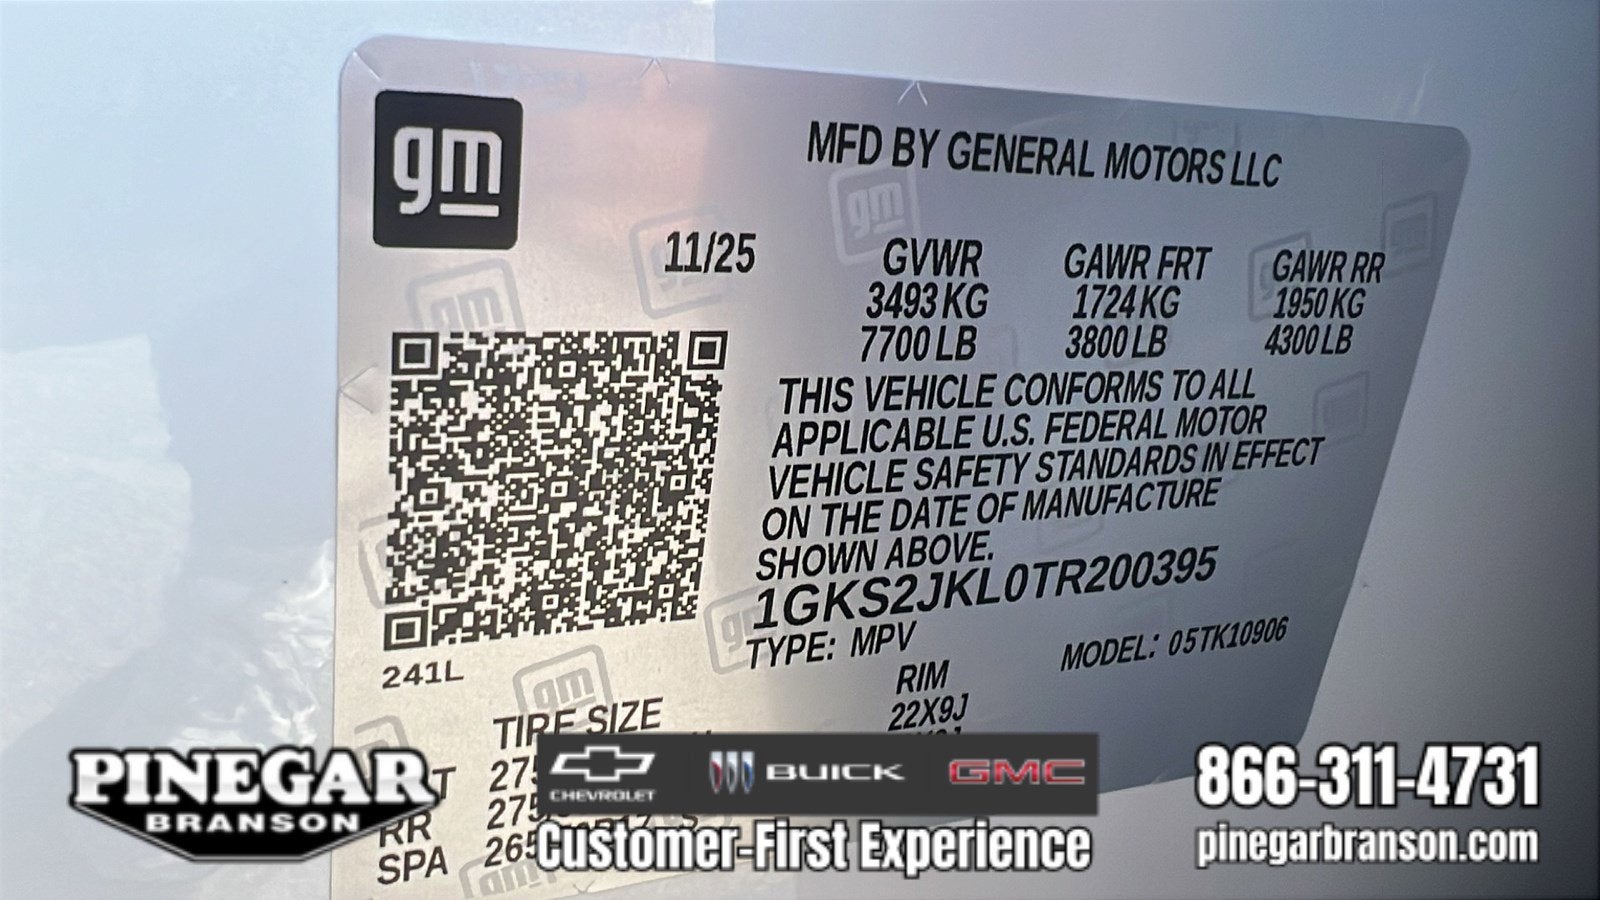 gm
MFD BY GENERAL MOTORS LLC
11/25 GVWR GAWR FRT GAWR RR
3493 KG 1724 KG 1950 KG
7700 LB 3800 LB 4300 LB
THIS VEHICLE CONFORMS TO ALL
APPLICABLE U.S. FEDERAL MOTOR
VEHICLE SAFETY STANDARDS IN EFFECT
ON THE DATE OF MANUFACTURE
SHOWN ABOVE.
1GKS2JKL0TR200395
TYPE: MPV MODEL: 05TK10906
241L
RIM
22X9J
TIRE SIZE
RR
SPA
PINEGAR
BRANSON
CHEVROLET BUICK GMC
Customer-First Experience
866-311-4731
pinegarbranson.com